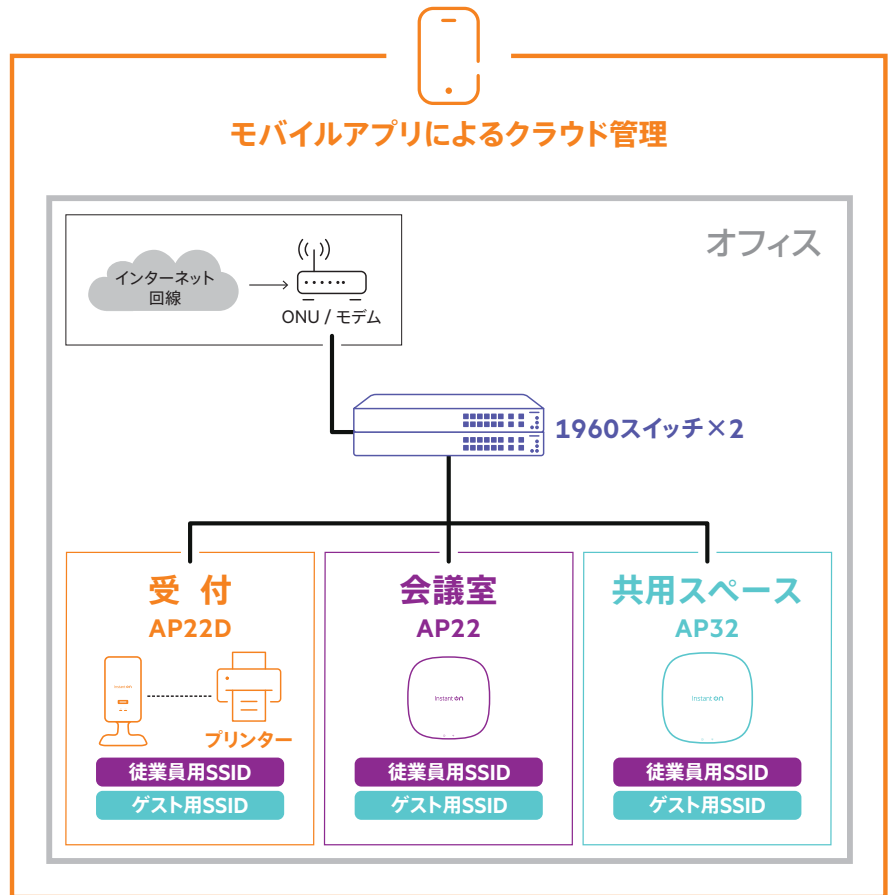 モバイルアプリによるクラウド管理
オフィス
インターネット
回線
ONU / モデム
1960スイッチ×2
受付
AP22D
プリンター
従業員用SSID
ゲスト用SSID
会議室
AP22
instant on
従業員用SSID
ゲスト用SSID
共用スペース
AP32
instant on
従業員用SSID
ゲスト用SSID